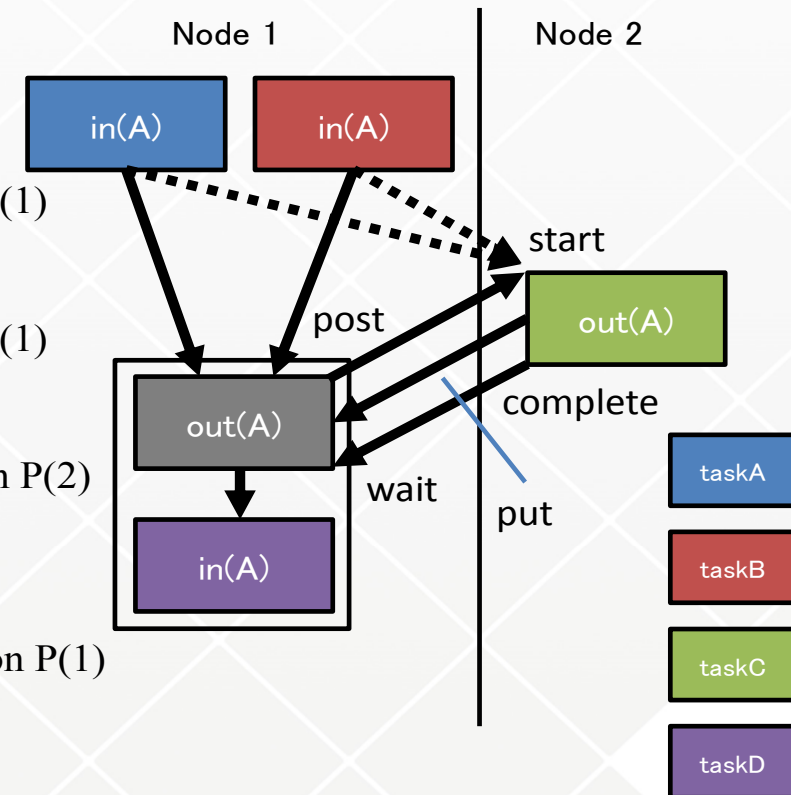 Node 1
Node 2
in(A)
in(A)
(1)
start
post
out(A)
(1)
complete
out(A)
P(2)
wait
taskA
put
in(A)
taskB
on P(1)
taskC
taskD